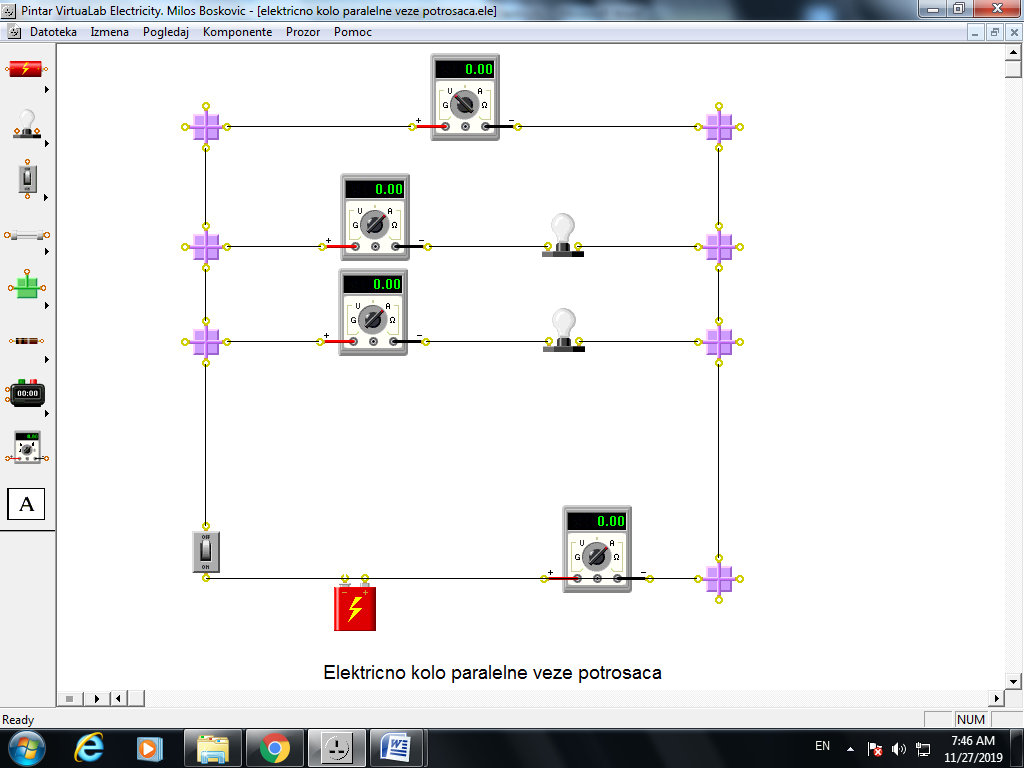 Pintar VirtuaLab Electricity. Milos Boskovic - [elektricno kolo paralelne veze potrosaca.ele]
Datoteka Izmena Pogledaj Komponente Prozor Pomoc
0.00
U A
G Ω
+ −
0.00
U A
G Ω
+ −
0.00
U A
G Ω
+ −
00:00
A
OFF
ON
0.00
U A
G Ω
+ −
− +
Elektricno kolo paralelne veze potrosaca
Ready
NUM
EN
7:46 AM
11/27/2019